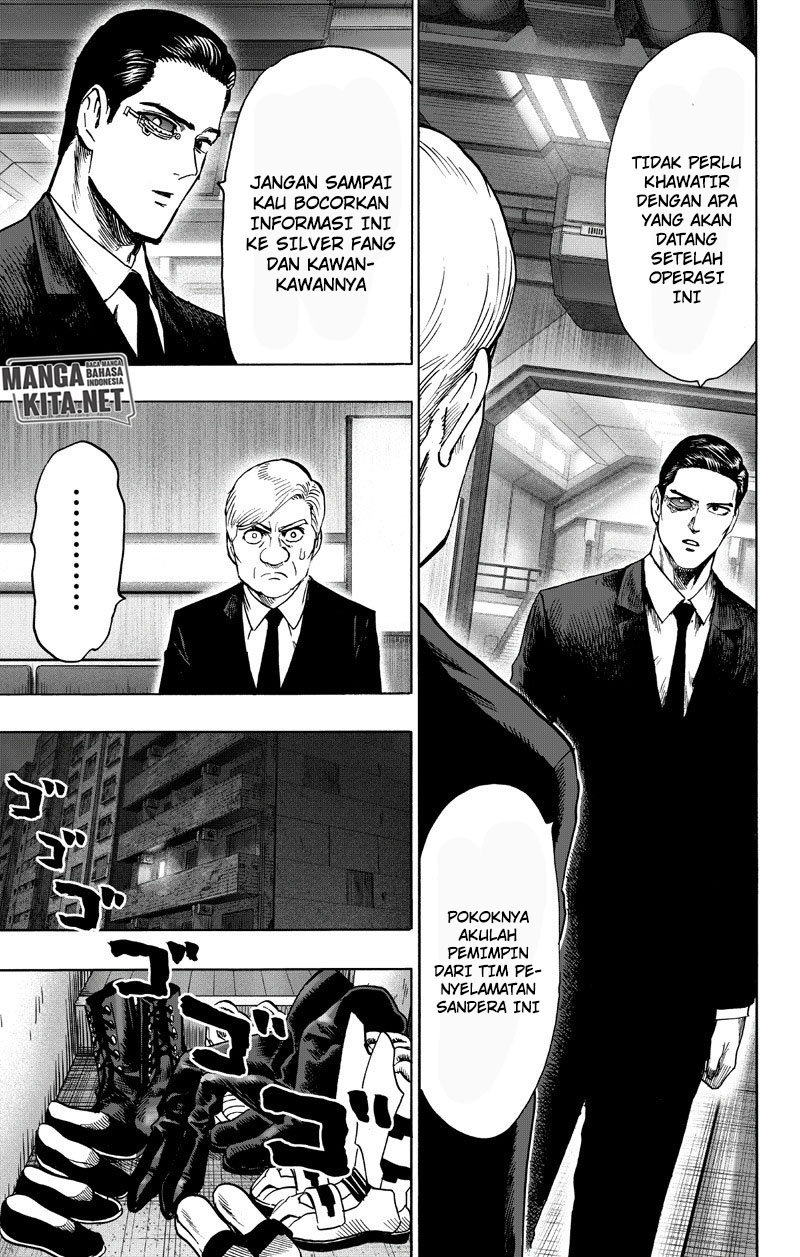 TIDAK PERLU
KHAWATIR
DENGAN APA
YANG AKAN
DATANG
SETELAH
OPERASI
INI
POKOKNYA
AKULAH
PEMIMPIN
DARI TIM PE-
NYELAMATAN
SANDERA INI
JANGAN SAMPAI
KAU BOCORKAN
INFORMASI INI
KE SILVER FANG
DAN KAWAN-
KAWANNYA
MANGA
BACA MANGA
BAHASA
INDONESIA
KITA.NET
..........
ゴゴゴ
ゴゴゴ